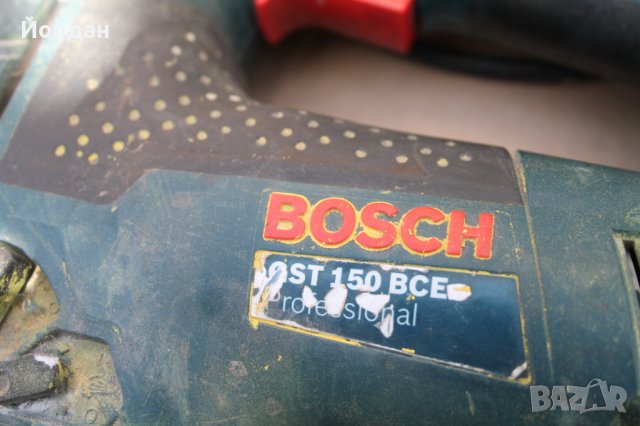 Йордан
BOSCH
GST 150 BCE
Professional
BAZAR